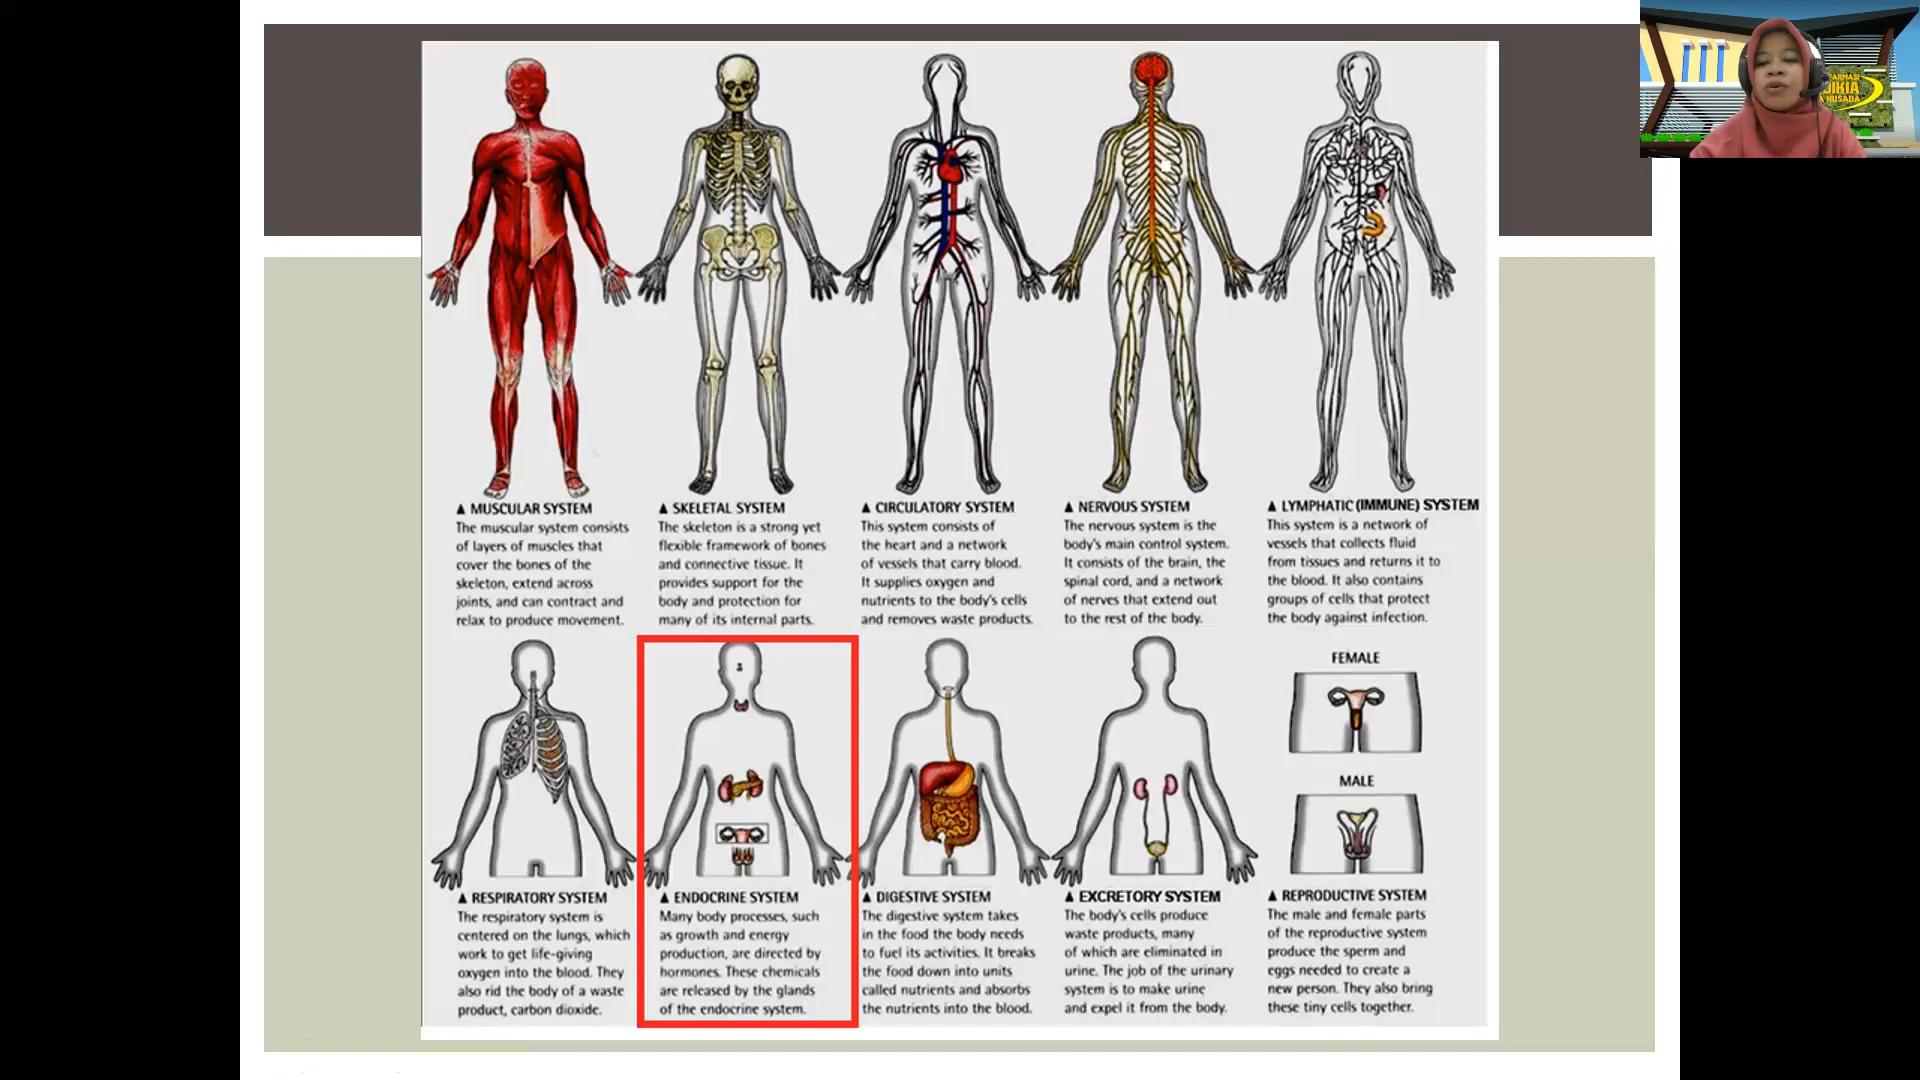 ▲ MUSCULAR SYSTEM
The muscular system consists
of layers of muscles that
cover the bones of the
skeleton, extend across
joints, and can contract and
relax to produce movement.
▲ SKELETAL SYSTEM
The skeleton is a strong yet
flexible framework of bones
and connective tissue. It
provides support for the
body and protection for
many of its internal parts.
▲ CIRCULATORY SYSTEM
This system consists of
the heart and a network
of vessels that carry blood.
It supplies oxygen and
nutrients to the body's cells
and removes waste products.
▲ NERVOUS SYSTEM
The nervous system is the
body's main control system.
It consists of the brain, the
spinal cord, and a network
of nerves that extend out
to the rest of the body.
▲ LYMPHATIC (IMMUNE) SYSTEM
This system is a network of
vessels that collects fluid
from tissues and returns it to
the blood. It also contains
groups of cells that protect
the body against infection.
▲ RESPIRATORY SYSTEM
The respiratory system is
centered on the lungs, which
work to get life-giving
oxygen into the blood. They
also rid the body of a waste
product, carbon dioxide.
▲ ENDOCRINE SYSTEM
Many body processes, such
as growth and energy
production, are directed by
hormones. These chemicals
are released by the glands
of the endocrine system.
▲ DIGESTIVE SYSTEM
The digestive system takes
in the food the body needs
to fuel its activities. It breaks
the food down into units
called nutrients and absorbs
the nutrients into the blood.
▲ EXCRETORY SYSTEM
The body's cells produce
waste products, many
of which are eliminated in
urine. The job of the urinary
system is to make urine
and expel it from the body.
FEMALE
MALE
▲ REPRODUCTIVE SYSTEM
The male and female parts
of the reproductive system
produce the sperm and
eggs needed to create a
new person. They also bring
these tiny cells together.